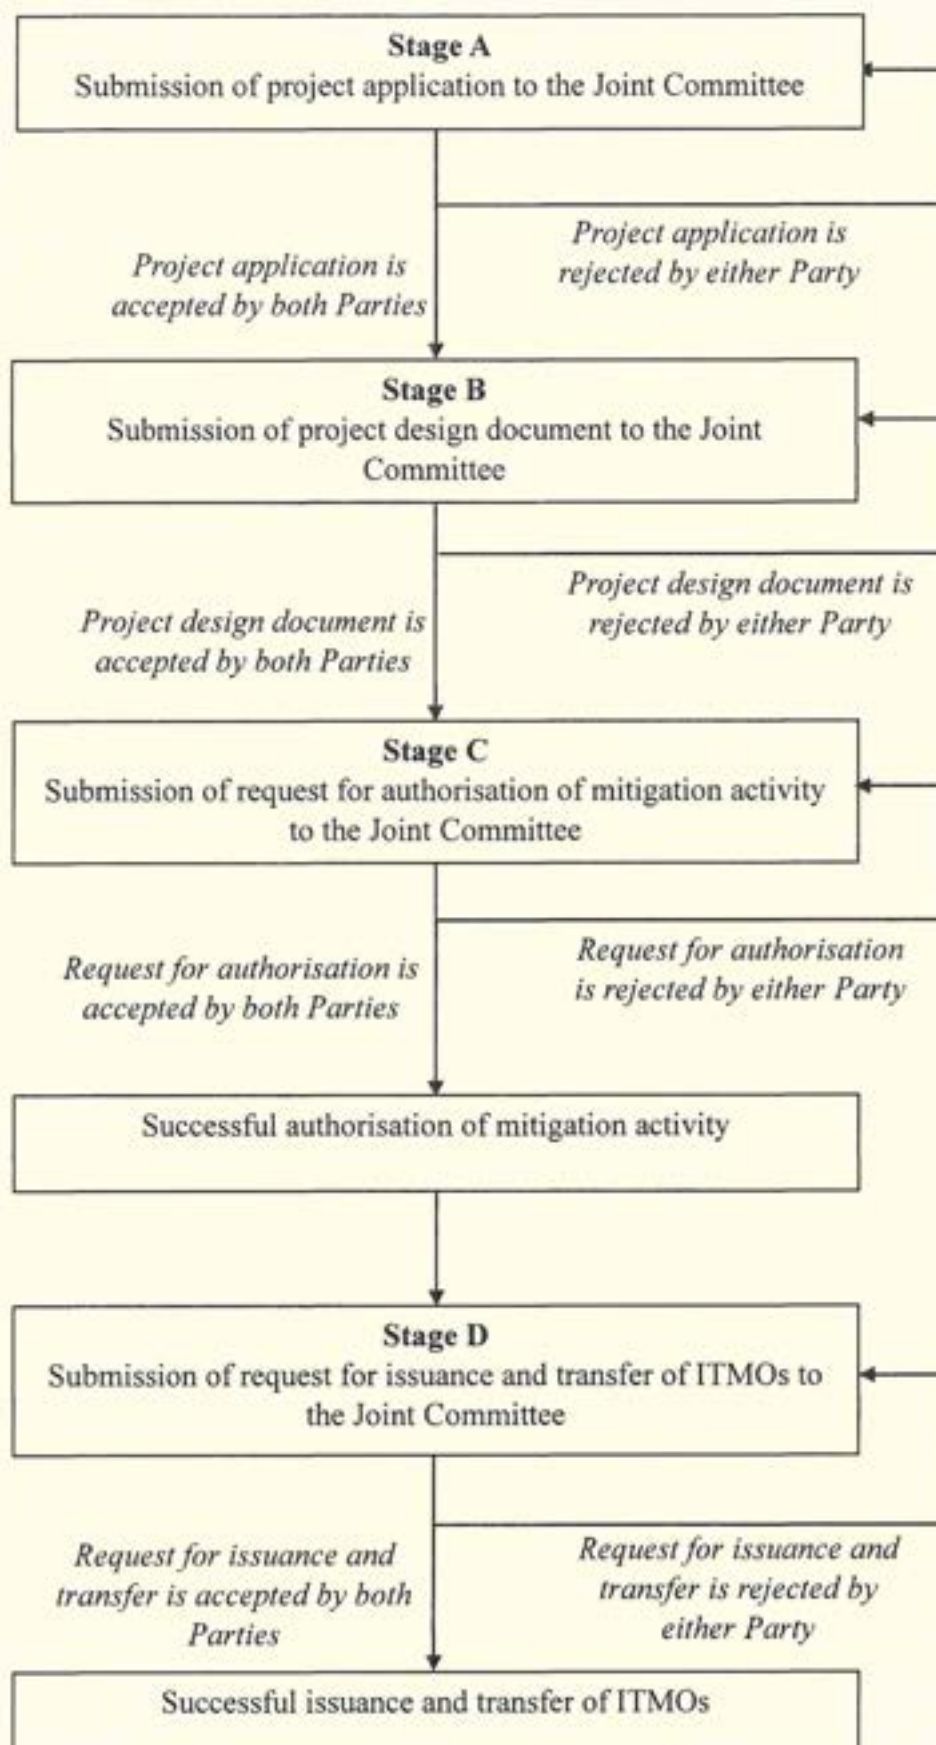 Stage A
Submission of project application to the Joint Committee
Project application is
rejected by either Party
Project application is
accepted by both Parties
Stage B
Submission of project design document to the Joint
Committee
Project design document is
rejected by either Party
Project design document is
accepted by both Parties
Stage C
Submission of request for authorisation of mitigation activity
to the Joint Committee
Request for authorisation
is rejected by either Party
Request for authorisation is
accepted by both Parties
Successful authorisation of mitigation activity
Stage D
Submission of request for issuance and transfer of ITMOs to
the Joint Committee
Request for issuance and
transfer is rejected by
either Party
Request for issuance and
transfer is accepted by both
Parties
Successful issuance and transfer of ITMOs